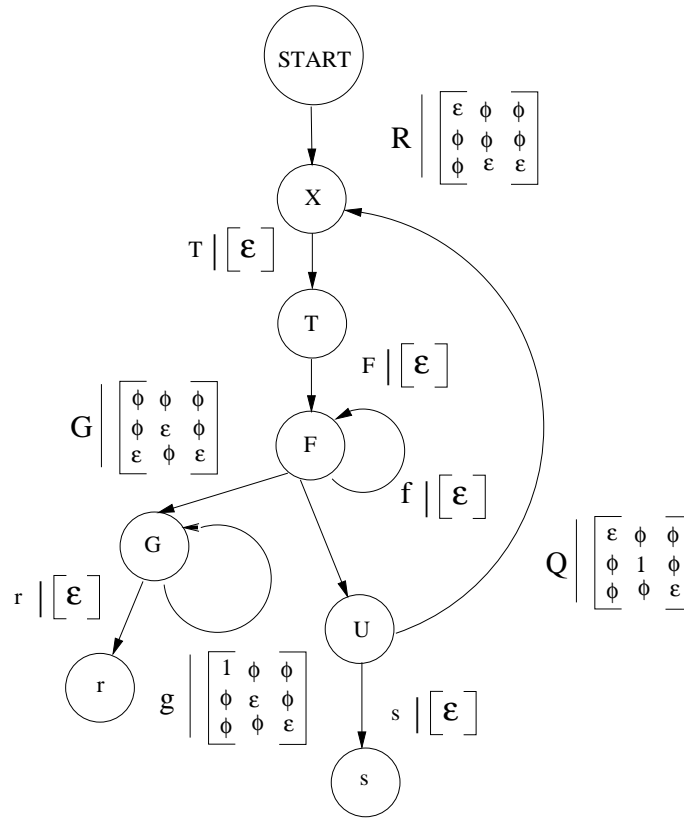 START
R | [ ε ϕ ϕ
ϕ ϕ ϕ
ϕ ε ε ]
X
T | [ε]
T
F | [ε]
G | [ ϕ ϕ ϕ
ϕ ε ϕ
ε ϕ ε ]
F
f | [ε]
G
Q | [ ε ϕ ϕ
ϕ 1 ϕ
ϕ ϕ ε ]
r | [ε]
U
r
g | [ 1 ϕ ϕ
ϕ ε ϕ
ϕ ϕ ε ]
s | [ε]
s